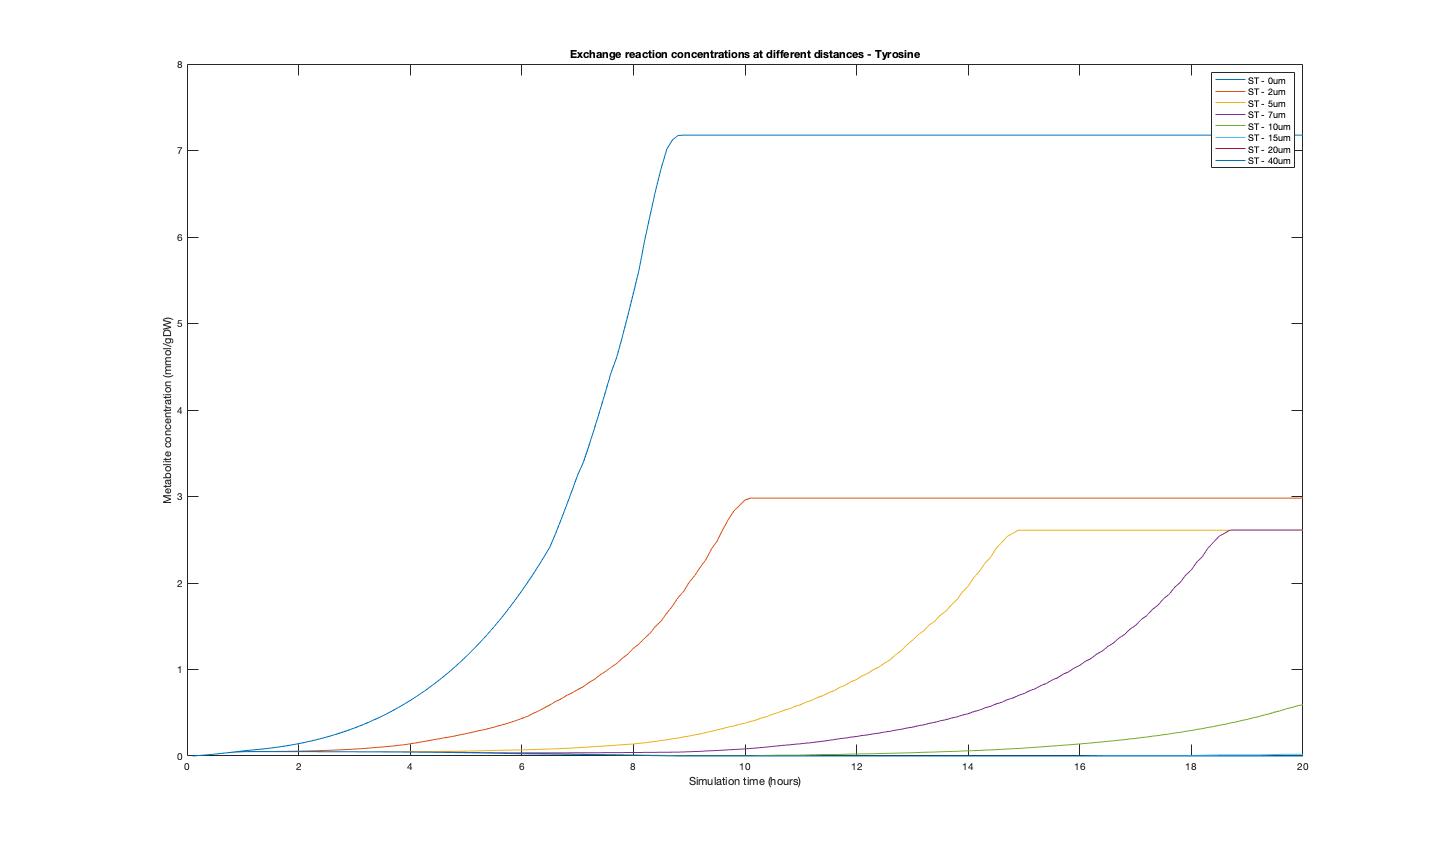 Exchange reaction concentrations at different distances - Tyrosine
8
7
6
5
4
3
2
1
0
Metabolite concentration (mmol/gDW)
ST - 0um
ST - 2um
ST - 5um
ST - 7um
ST - 10um
ST - 15um
ST - 20um
ST - 40um
0 2 4 6 8 10 12 14 16 18 20
Simulation time (hours)